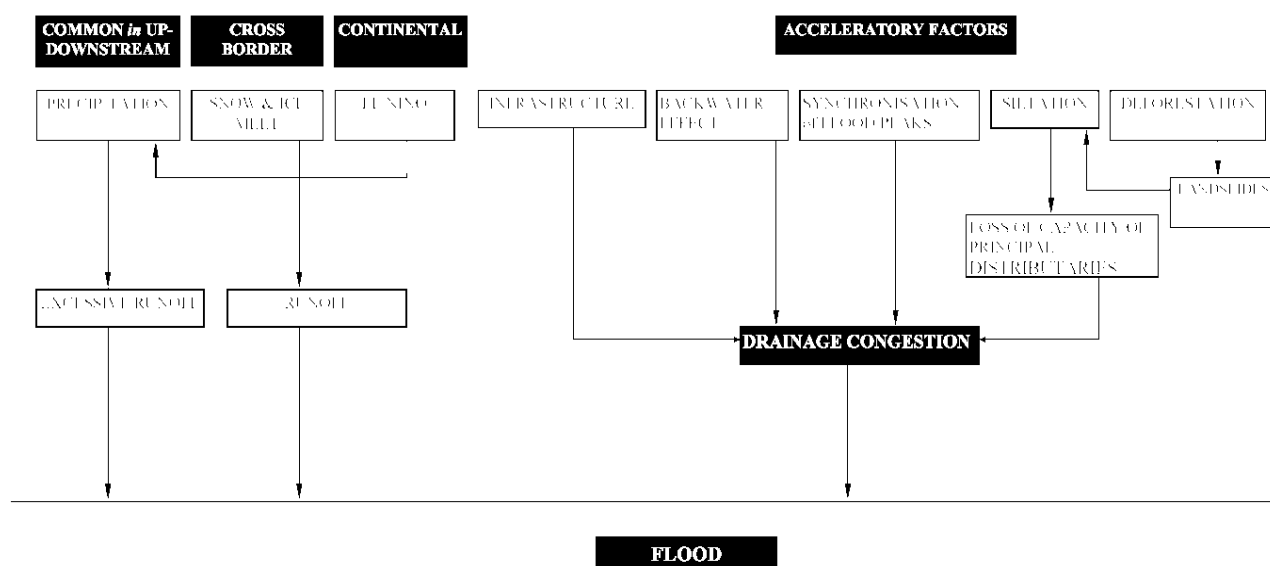 COMMON in UP-
DOWNSTREAM
CROSS
BORDER
CONTINENTAL
ACCELERATORY FACTORS
PRECIPITATION
SNOW & ICE
MELT
EL NINO
INFRASTRUCTURE
BACKWATER
EFFECT
SYNCHRONISATION
of FLOOD PEAKS
SILTATION
DEFORESTATION
LANDSLIDES
LOSS OF CAPACITY OF
PRINCIPAL
DISTRIBUTARIES
EXCESSIVE RUNOFF
RUNOFF
DRAINAGE CONGESTION
FLOOD